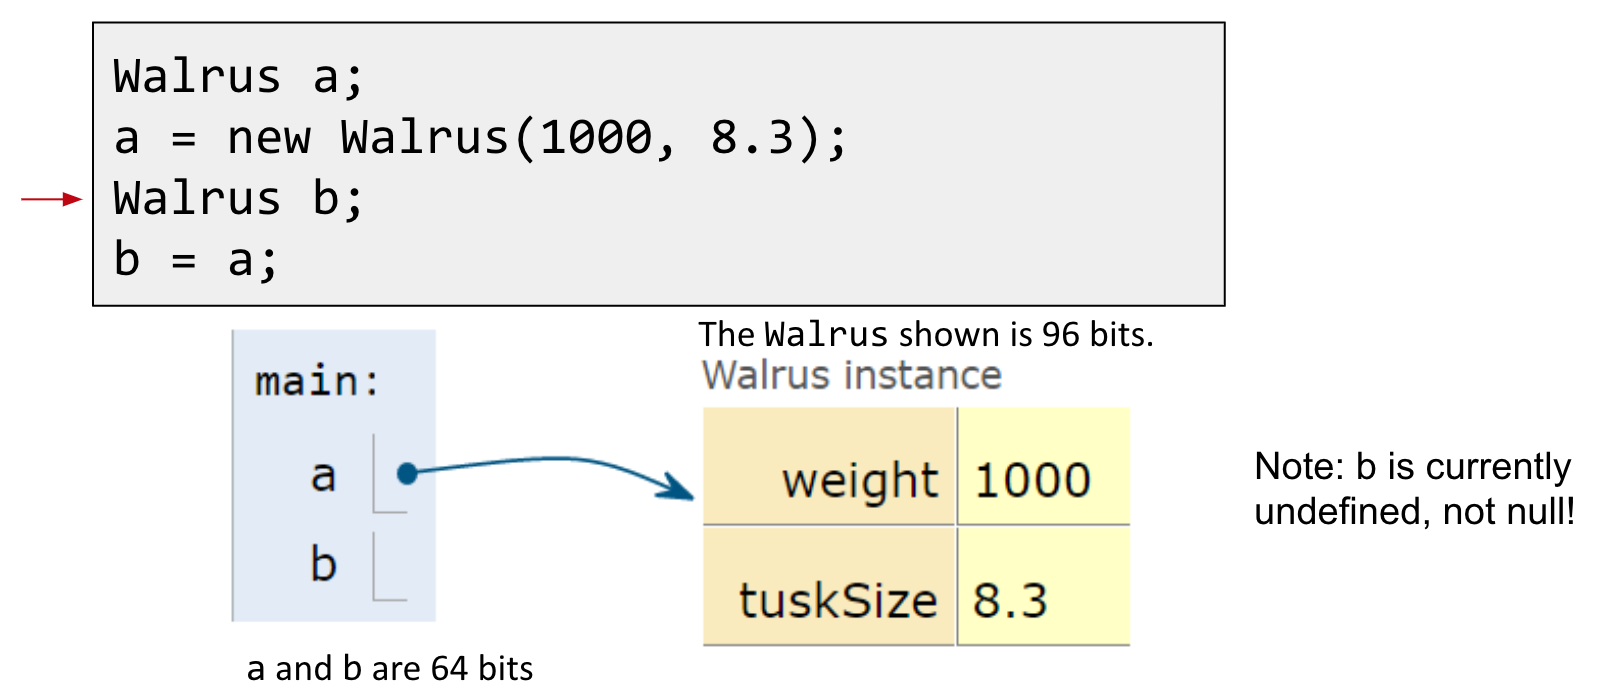 Walrus a;
a = new Walrus(1000, 8.3);
Walrus b;
b = a;
The Walrus shown is 96 bits.
Walrus instance
main:
a
b
weight 1000
tuskSize 8.3
Note: b is currently
undefined, not null!
a and b are 64 bits